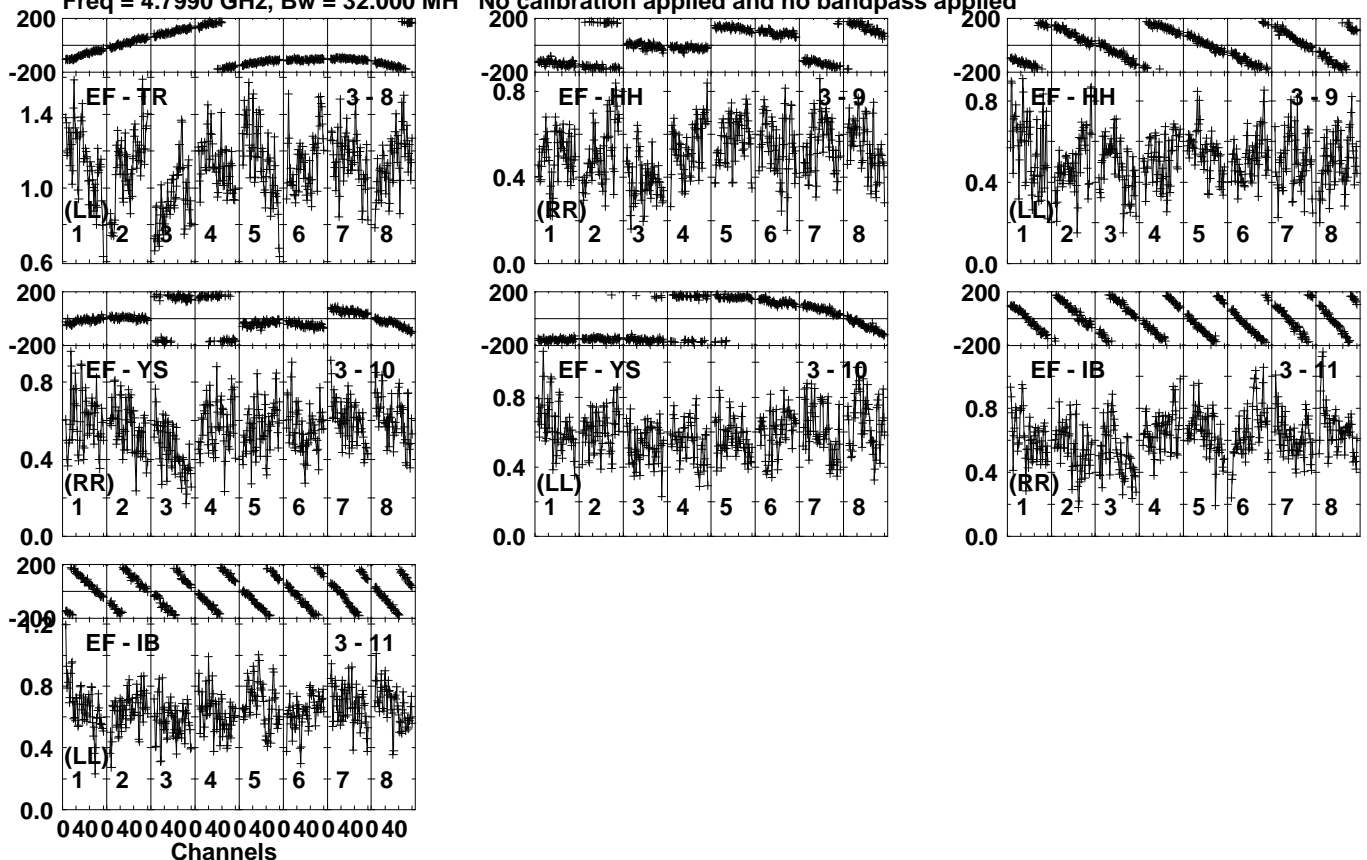 Freq = 4.7990 GHz, Bw = 32.000 MH No calibration applied and no bandpass applied
200
-200
EF - TR 3 - 8
1.4
1.0
(LL)
1 2 3 4 5 6 7 8
0.6
200
-200
0.8
EF - HH 3 - 9
0.4
(RR)
1 2 3 4 5 6 7 8
0.0
200
-200
0.8
EF - HH 3 - 9
0.4
(LL)
1 2 3 4 5 6 7 8
0.0
200
-200
EF - YS 3 - 10
0.8
0.4
(RR)
1 2 3 4 5 6 7 8
0.0
200
-200
EF - YS 3 - 10
0.8
0.4
(LL)
1 2 3 4 5 6 7 8
0.0
200
-200
EF - IB 3 - 11
0.8
0.4
(RR)
1 2 3 4 5 6 7 8
0.0
200
-200
1.2
EF - IB 3 - 11
0.8
0.4
(LL)
1 2 3 4 5 6 7 8
0.0
0 40 0 40 0 40 0 40 0 40 0 40 0 40 0 40
Channels